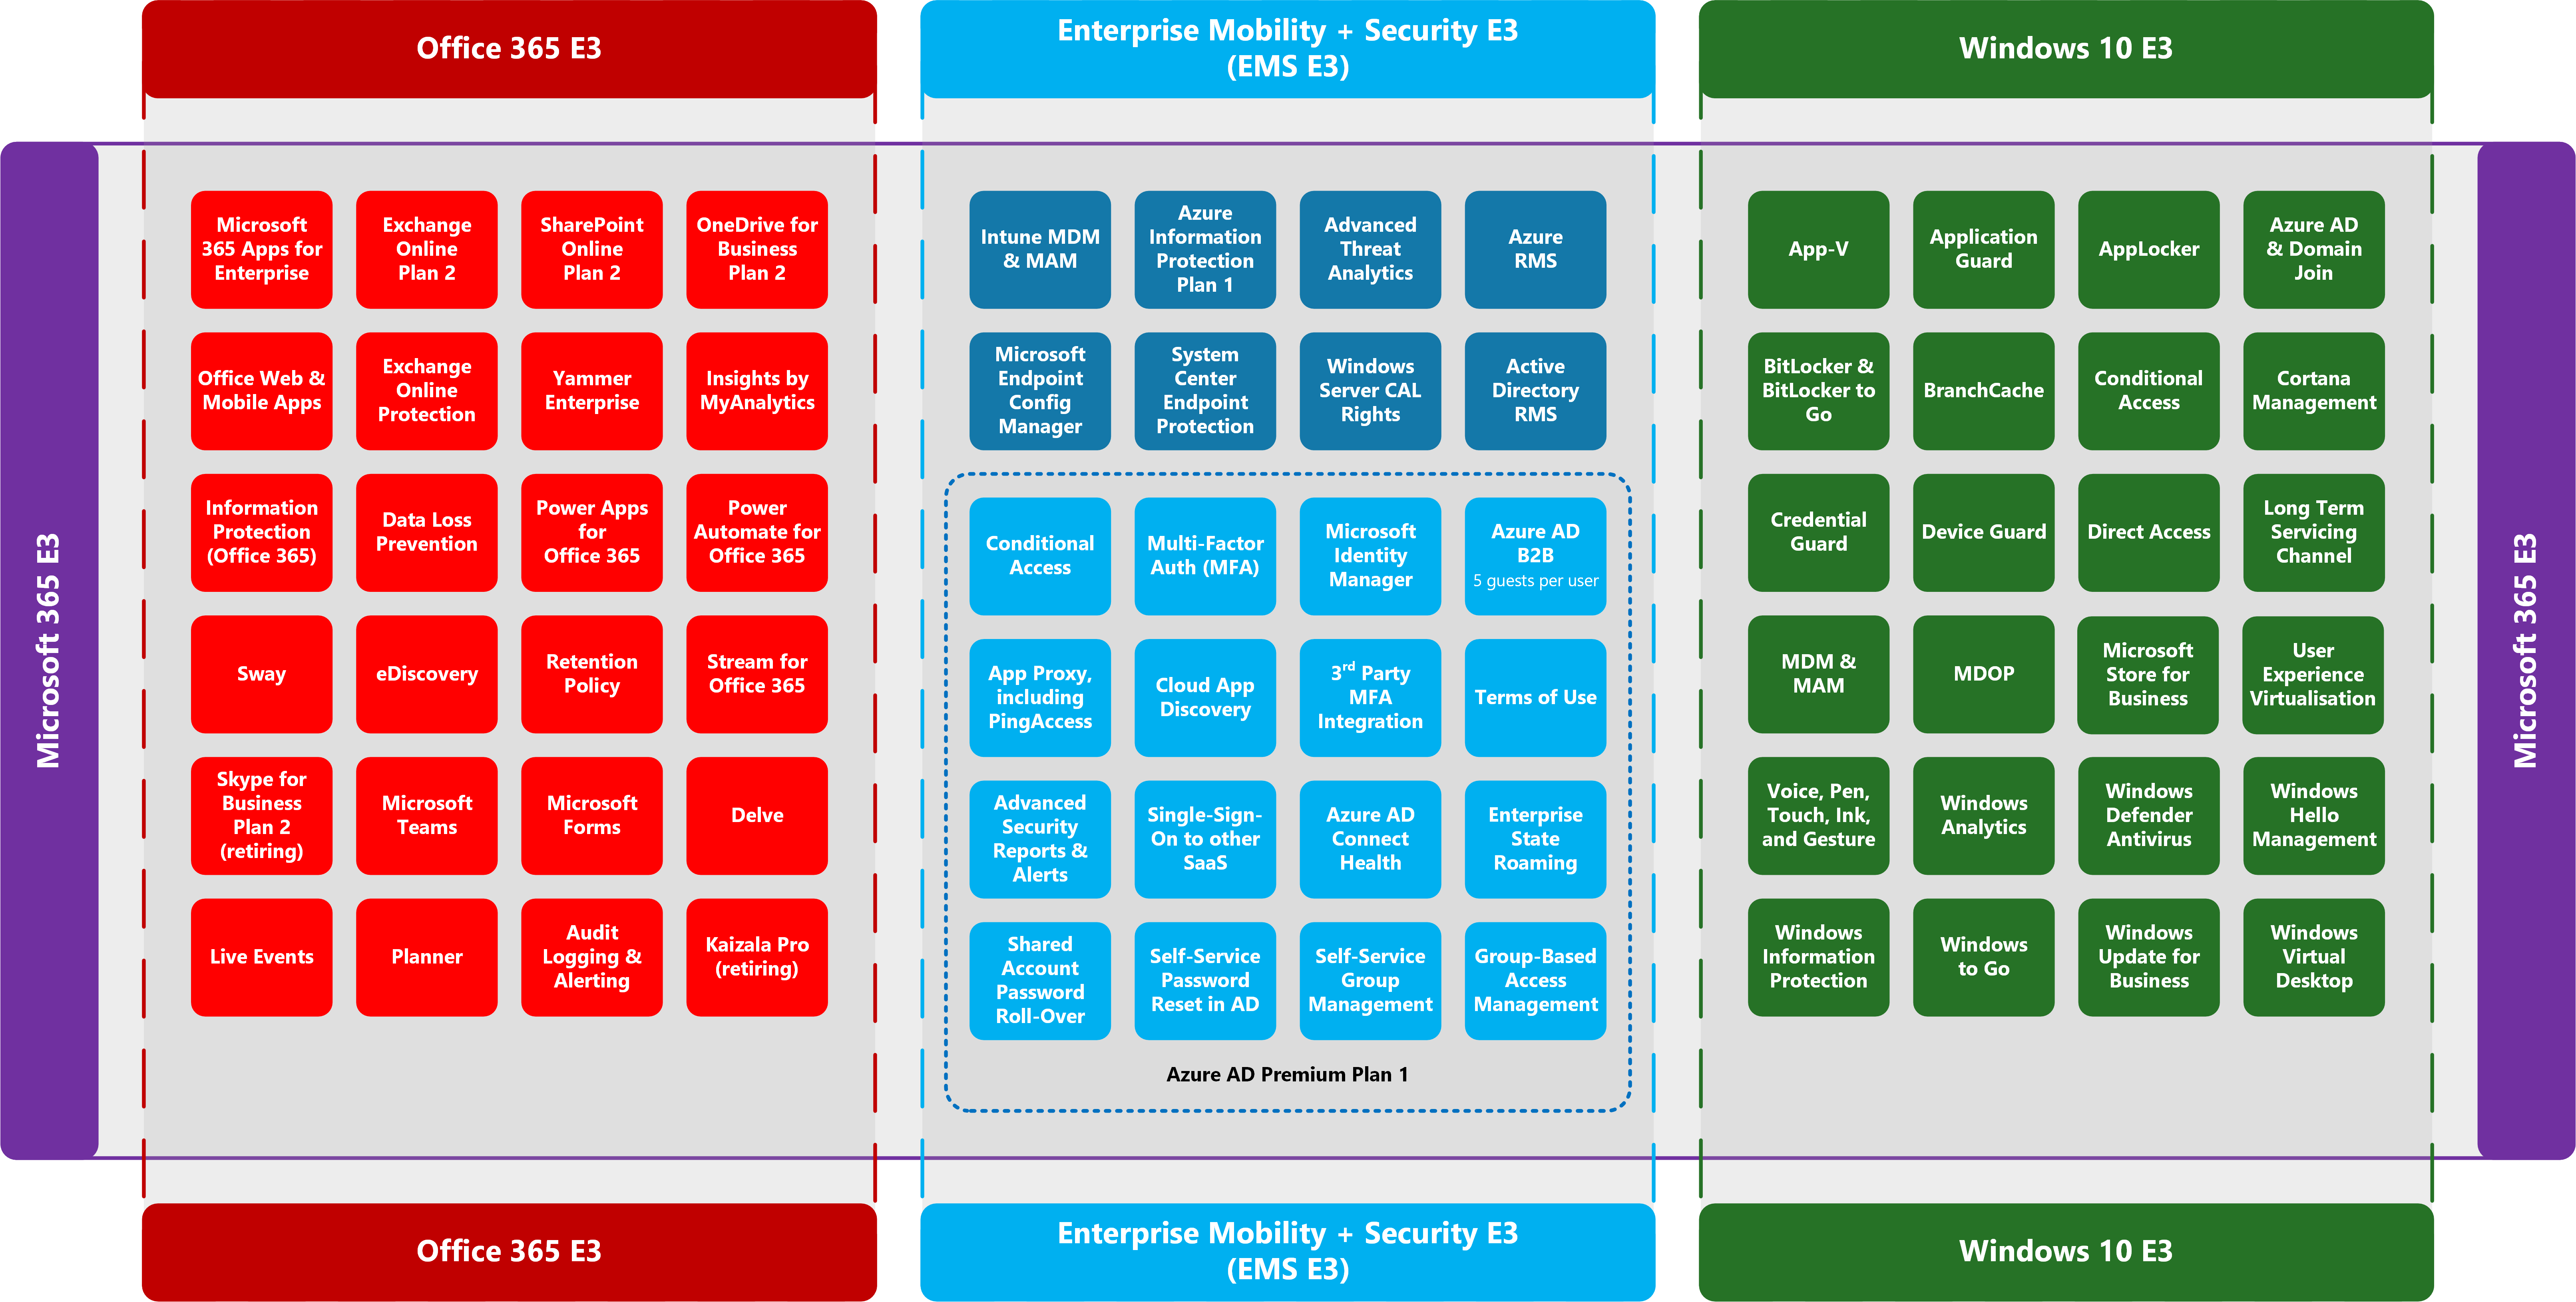 Office 365 E3
Enterprise Mobility + Security E3
(EMS E3)
Windows 10 E3
Microsoft 365 E3
Microsoft
365 Apps for
Enterprise
Exchange
Online
Plan 2
SharePoint
Online
Plan 2
OneDrive for
Business
Plan 2
Office Web &
Mobile Apps
Exchange
Online
Protection
Yammer
Enterprise
Insights by
MyAnalytics
Information
Protection
(Office 365)
Data Loss
Prevention
Power Apps
for
Office 365
Power
Automate for
Office 365
Sway
eDiscovery
Retention
Policy
Stream for
Office 365
Skype for
Business
Plan 2
(retiring)
Microsoft
Teams
Microsoft
Forms
Delve
Live Events
Planner
Audit
Logging &
Alerting
Kaizala Pro
(retiring)
Intune MDM
& MAM
Azure
Information
Protection
Plan 1
Advanced
Threat
Analytics
Azure
RMS
Microsoft
Endpoint
Config
Manager
System
Center
Endpoint
Protection
Windows
Server CAL
Rights
Active
Directory
RMS
Conditional
Access
Multi-Factor
Auth (MFA)
Microsoft
Identity
Manager
Azure AD
B2B
5 guests per user
App Proxy,
including
PingAccess
Cloud App
Discovery
3rd Party
MFA
Integration
Terms of Use
Advanced
Security
Reports &
Alerts
Single-Sign-
On to other
SaaS
Azure AD
Connect
Health
Enterprise
State
Roaming
Shared
Account
Password
Roll-Over
Self-Service
Password
Reset in AD
Self-Service
Group
Management
Group-Based
Access
Management
Azure AD Premium Plan 1
App-V
Application
Guard
AppLocker
Azure AD
& Domain
Join
BitLocker &
BitLocker to
Go
BranchCache
Conditional
Access
Cortana
Management
Credential
Guard
Device Guard
Direct Access
Long Term
Servicing
Channel
MDM &
MAM
MDOP
Microsoft
Store for
Business
User
Experience
Virtualisation
Voice, Pen,
Touch, Ink,
and Gesture
Windows
Analytics
Windows
Defender
Antivirus
Windows
Hello
Management
Windows
Information
Protection
Windows
to Go
Windows
Update for
Business
Windows
Virtual
Desktop
Microsoft 365 E3
Office 365 E3
Enterprise Mobility + Security E3
(EMS E3)
Windows 10 E3